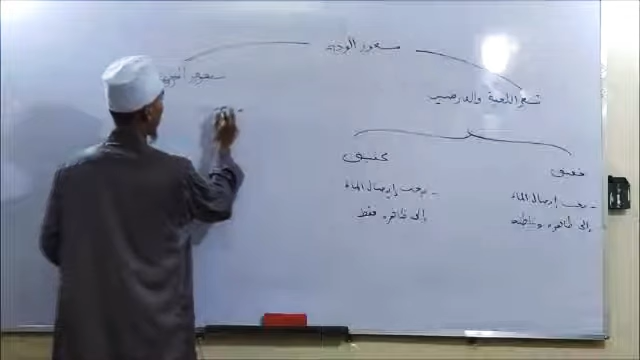 شعور الوجه
شعر اللحية والعارضين
خفيف
- يجب إيصال الماء
إلى ظاهره وباطنه
كثيف
- يجب إيصال الماء
إلى ظاهره فقط
شعور